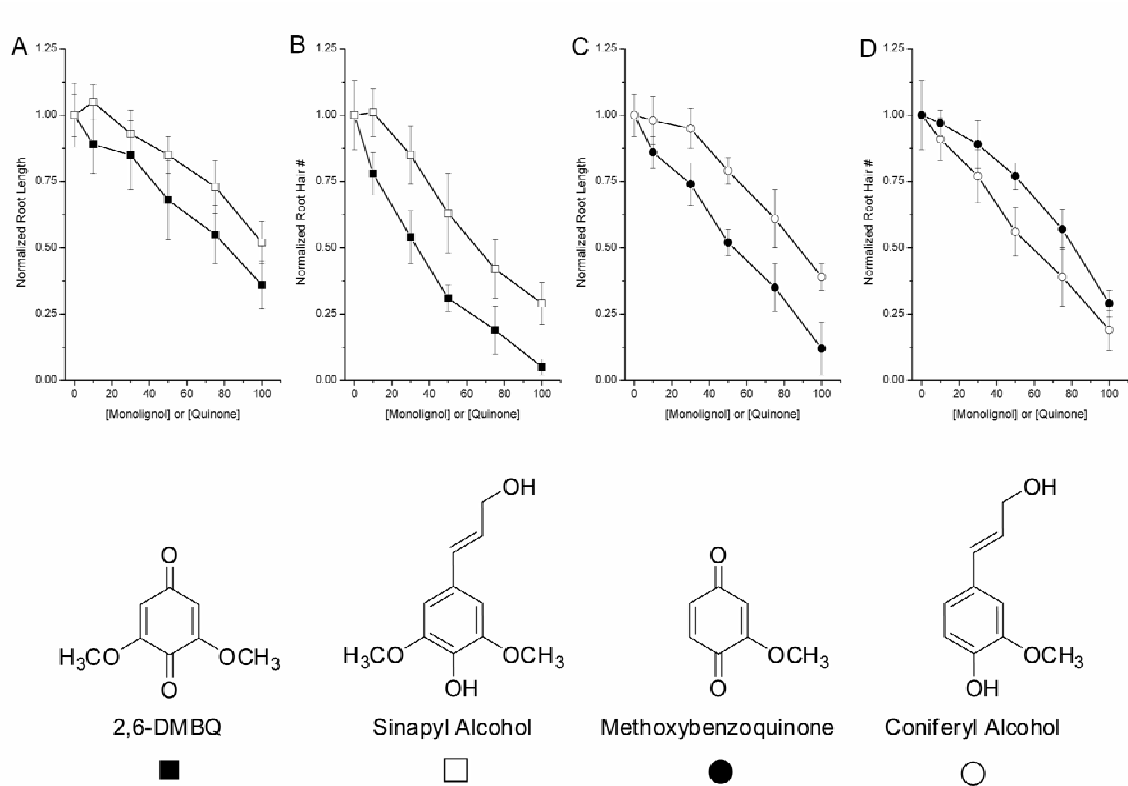 A
B
C
D
1.25
1.00
0.75
0.50
0.25
0.00
Normalized Root Length
0 20 40 60 80 100
[Monolignol] or [Quinone]
1.25
1.00
0.75
0.50
0.25
0.00
Normalized Root Hair #
0 20 40 60 80 100
[Monolignol] or [Quinone]
1.25
1.00
0.75
0.50
0.25
0.00
Normalized Root Length
0 20 40 60 80 100
[Monolignol] or [Quinone]
1.25
1.00
0.75
0.50
0.25
0.00
Normalized Root Hair #
0 20 40 60 80 100
[Monolignol] or [Quinone]
O
H₃CO OCH₃
O
2,6-DMBQ
OH
H₃CO OCH₃
OH
Sinapyl Alcohol
O
OCH₃
O
Methoxybenzoquinone
OH
OCH₃
OH
Coniferyl Alcohol